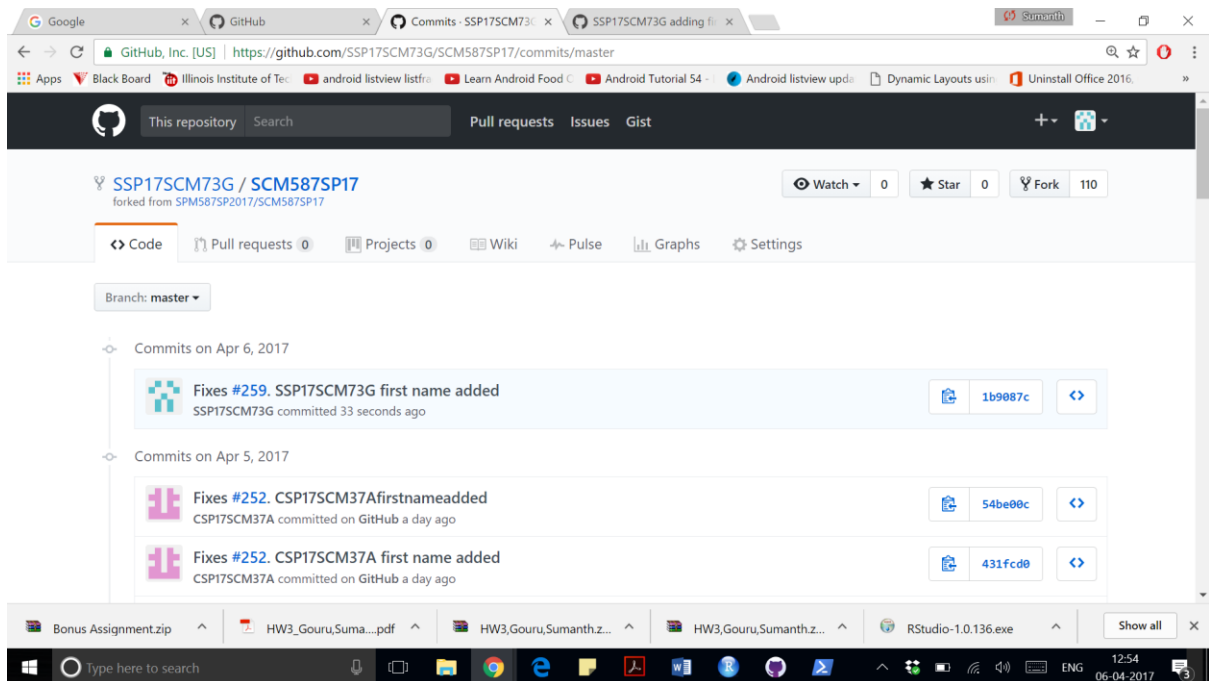 Google
GitHub
Commits · SSP17SCM73G
SSP17SCM73G adding fir
Sumanth
GitHub, Inc. [US] | https://github.com/SSP17SCM73G/SCM587SP17/commits/master
Apps
Black Board
Illinois Institute of Tec
android listview listfra
Learn Android Food C
Android Tutorial 54 -
Android listview upda
Dynamic Layouts usin
Uninstall Office 2016,
»
This repository Search
Pull requests Issues Gist
SSP17SCM73G / SCM587SP17
forked from SPM587SP2017/SCM587SP17
Watch 0
Star 0
Fork 110
Code
Pull requests 0
Projects 0
Wiki
Pulse
Graphs
Settings
Branch: master
Commits on Apr 6, 2017
Fixes #259. SSP17SCM73G first name added
SSP17SCM73G committed 33 seconds ago
1b9087c
Commits on Apr 5, 2017
Fixes #252. CSP17SCM37Afirstnameadded
CSP17SCM37A committed on GitHub a day ago
54be00c
Fixes #252. CSP17SCM37A first name added
CSP17SCM37A committed on GitHub a day ago
431fcd0
Bonus Assignment.zip
HW3_Gouru,Suma....pdf
HW3,Gouru,Sumanth.z...
HW3,Gouru,Sumanth.z...
RStudio-1.0.136.exe
Show all
Type here to search
ENG
12:54
06-04-2017
3